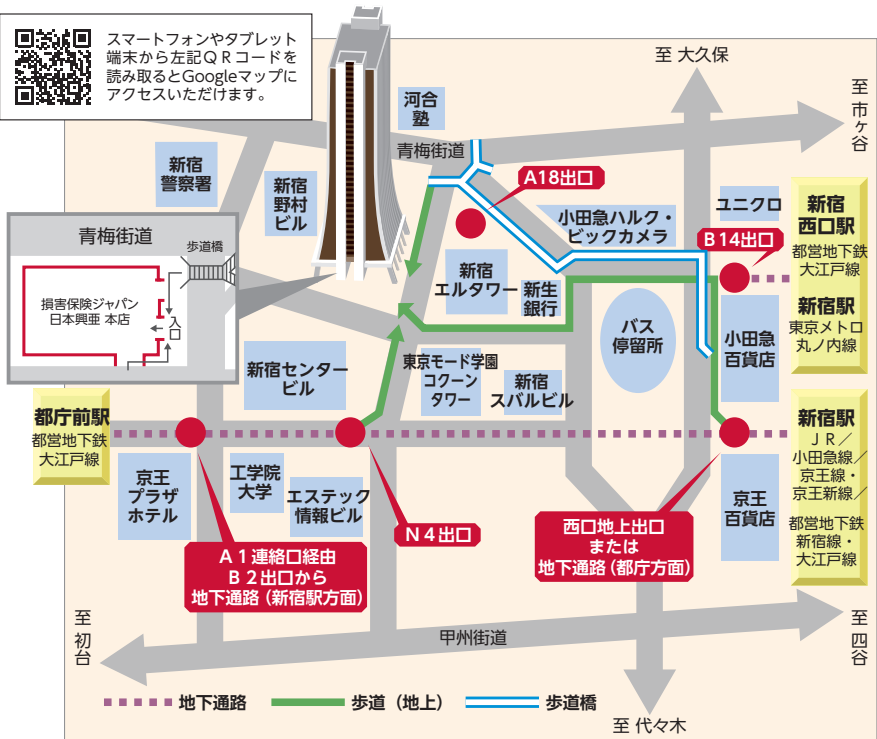 スマートフォンやタブレット
端末から左記QRコードを
読み取るとGoogleマップに
アクセスいただけます。
至 大久保
至 市ヶ谷
河合
塾
青梅街道
新宿
警察署
新宿
野村
ビル
A18出口
小田急ハルク・
ビックカメラ
ユニクロ
B14出口
新宿
西口駅
都営地下鉄
大江戸線
新宿駅
東京メトロ
丸ノ内線
青梅街道
歩道橋
損害保険ジャパン
日本興亜 本店
入口
新宿
エルタワー
新生
銀行
バス
停留所
小田急
百貨店
新宿センター
ビル
東京モード学園
コクーン
タワー
新宿
スバルビル
都庁前駅
都営地下鉄
大江戸線
新宿駅
JR／
小田急線／
京王線・
京王新線／
都営地下鉄
新宿線・
大江戸線
京王
プラザ
ホテル
工学院
大学
エステック
情報ビル
N4出口
西口地上出口
または
地下通路（都庁方面）
京王
百貨店
A1連絡口経由
B2出口から
地下通路（新宿駅方面）
至 初台
甲州街道
至 四谷
地下通路
歩道（地上）
歩道橋
至 代々木